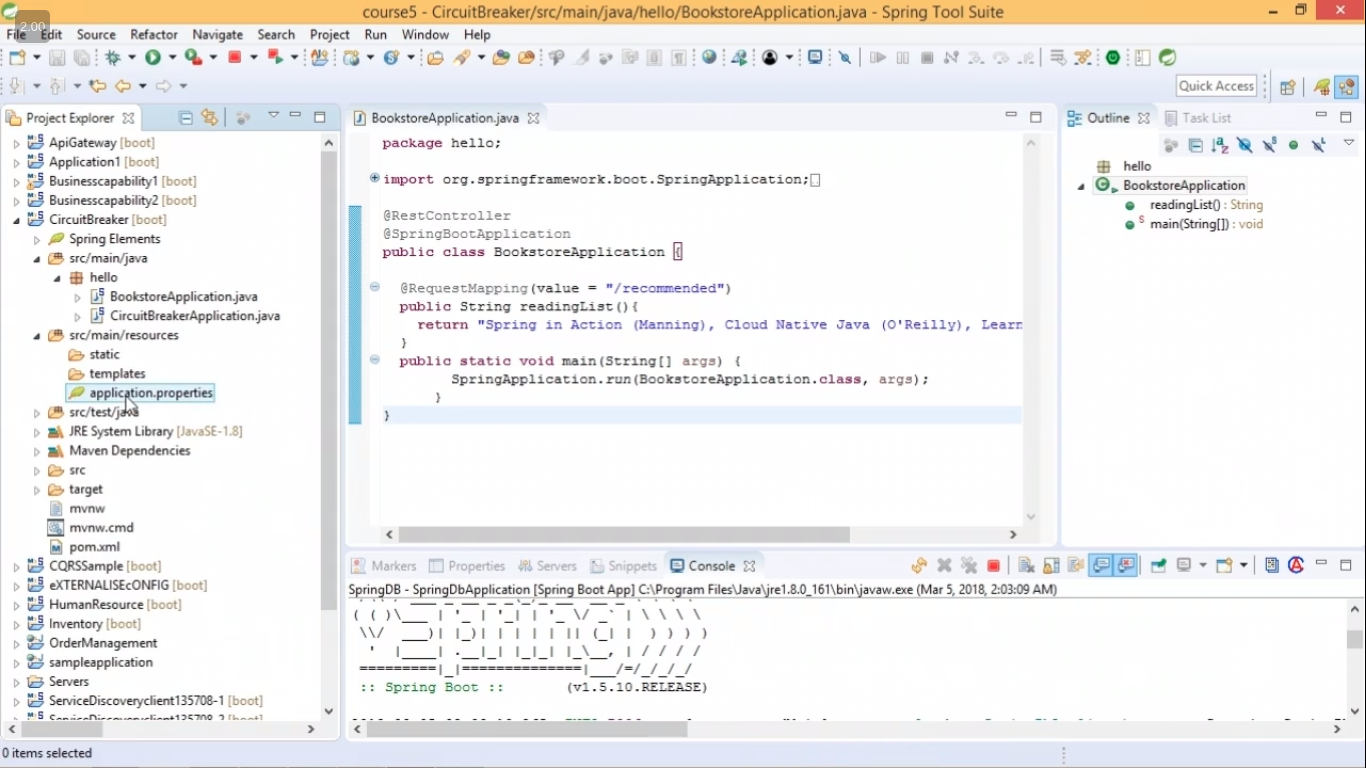 course5 - CircuitBreaker/src/main/java/hello/BookstoreApplication.java - Spring Tool Suite
2.00
File Edit Source Refactor Navigate Search Project Run Window Help
Quick Access
Project Explorer
ApiGateway [boot]
Application1 [boot]
Businesscapability1 [boot]
Businesscapability2 [boot]
CircuitBreaker [boot]
Spring Elements
src/main/java
hello
BookstoreApplication.java
CircuitBreakerApplication.java
src/main/resources
static
templates
application.properties
src/test/java
JRE System Library [JavaSE-1.8]
Maven Dependencies
src
target
mvnw
mvnw.cmd
pom.xml
CQRSSample [boot]
eXTERNALISEcONFIG [boot]
HumanResource [boot]
Inventory [boot]
OrderManagement
sampleapplication
Servers
ServiceDiscoveryclient135708-1 [boot]
BookstoreApplication.java
package hello;
import org.springframework.boot.SpringApplication;
@RestController
@SpringBootApplication
public class BookstoreApplication {
@RequestMapping(value = "/recommended")
public String readingList(){
return "Spring in Action (Manning), Cloud Native Java (O'Reilly), Learn
}
public static void main(String[] args) {
SpringApplication.run(BookstoreApplication.class, args);
}
}
Outline Task List
hello
BookstoreApplication
readingList() : String
main(String[]) : void
Markers Properties Servers Snippets Console
SpringDB - SpringDbApplication [Spring Boot App] C:\Program Files\Java\jre1.8.0_161\bin\javaw.exe (Mar 5, 2018, 2:03:09 AM)
:: Spring Boot :: (v1.5.10.RELEASE)
0 items selected